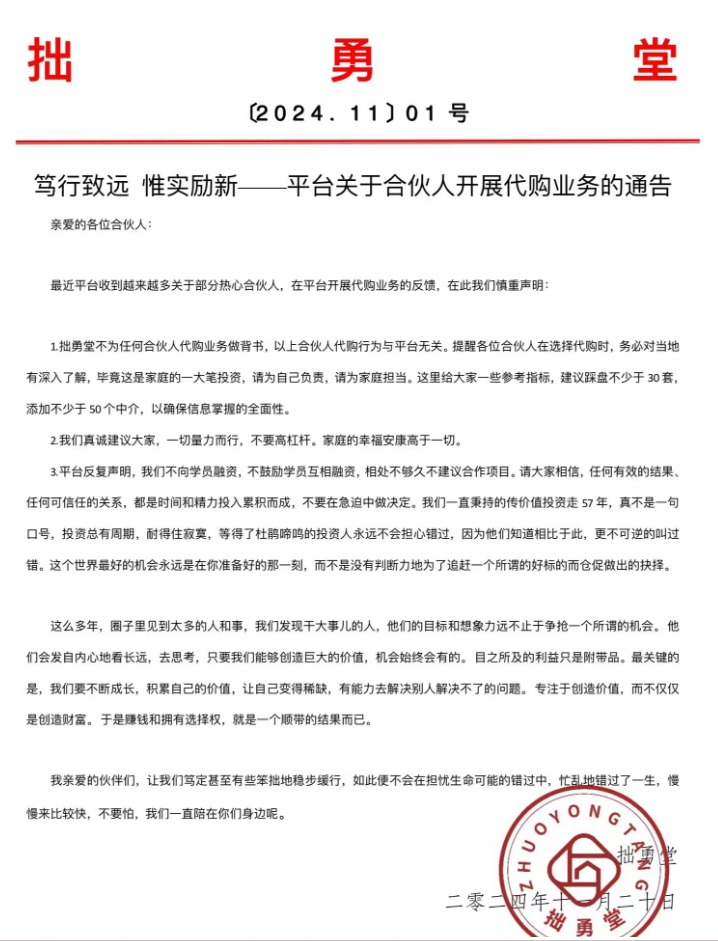 拙勇堂
〔2024.11〕01 号
笃行致远 惟实励新——平台关于合伙人开展代购业务的通告
亲爱的各位合伙人：
最近平台收到越来越多关于部分热心合伙人，在平台开展代购业务的反馈，在此我们慎重声明：
1.拙勇堂不为任何合伙人代购业务做背书，以上合伙人代购行为与平台无关。提醒各位合伙人在选择代购时，务必对当地
有深入了解，毕竟这是家庭的一大笔投资，请为自己负责，请为家庭担当。这里给大家一些参考指标，建议踩盘不少于 30 套，
添加不少于 50 个中介，以确保信息掌握的全面性。
2.我们真诚建议大家，一切量力而行，不要高杠杆。家庭的幸福安康高于一切。
3.平台反复声明，我们不向学员融资，不鼓励学员互相融资，相处不够久不建议合作项目。请大家相信，任何有效的结果、
任何可信任的关系，都是时间和精力投入累积而成，不要在急迫中做决定。我们一直秉持的传价值投资走 57 年，真不是一句
口号，投资总有周期，耐得住寂寞，等得了杜鹃啼鸣的投资人永远不会担心错过，因为他们知道相比于此，更不可逆的叫过
错。这个世界最好的机会永远是在你准备好的那一刻，而不是没有判断力地为了追赶一个所谓的好标的而仓促做出的抉择。
这么多年，圈子里见到太多的人和事，我们发现干大事儿的人，他们的目标和想象力远不止于争抢一个所谓的机会。他
们会发自内心地看长远，去思考，只要我们能够创造巨大的价值，机会始终会有的。目之所及的利益只是附带品。最关键的
是，我们要不断成长，积累自己的价值，让自己变得稀缺，有能力去解决别人解决不了的问题。专注于创造价值，而不仅仅
是创造财富。于是赚钱和拥有选择权，就是一个顺带的结果而已。
我亲爱的伙伴们，让我们笃定甚至有些笨拙地稳步缓行，如此便不会在担忧生命可能的错过中，忙乱地错过了一生，慢
慢来比较快，不要怕，我们一直陪在你们身边呢。
ZHUOYONGTANG
拙勇堂
二零二四年十一月二十日
拙勇堂